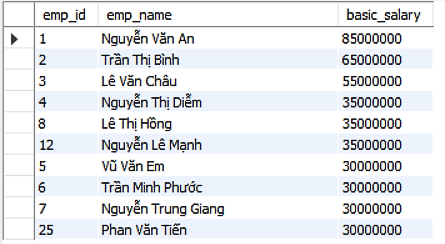 emp_id emp_name basic_salary
1 Nguyễn Văn An 85000000
2 Trần Thị Bình 65000000
3 Lê Văn Châu 55000000
4 Nguyễn Thị Diễm 35000000
8 Lê Thị Hồng 35000000
12 Nguyễn Lê Mạnh 35000000
5 Vũ Văn Em 30000000
6 Trần Minh Phước 30000000
7 Nguyễn Trung Giang 30000000
25 Phan Văn Tiến 30000000